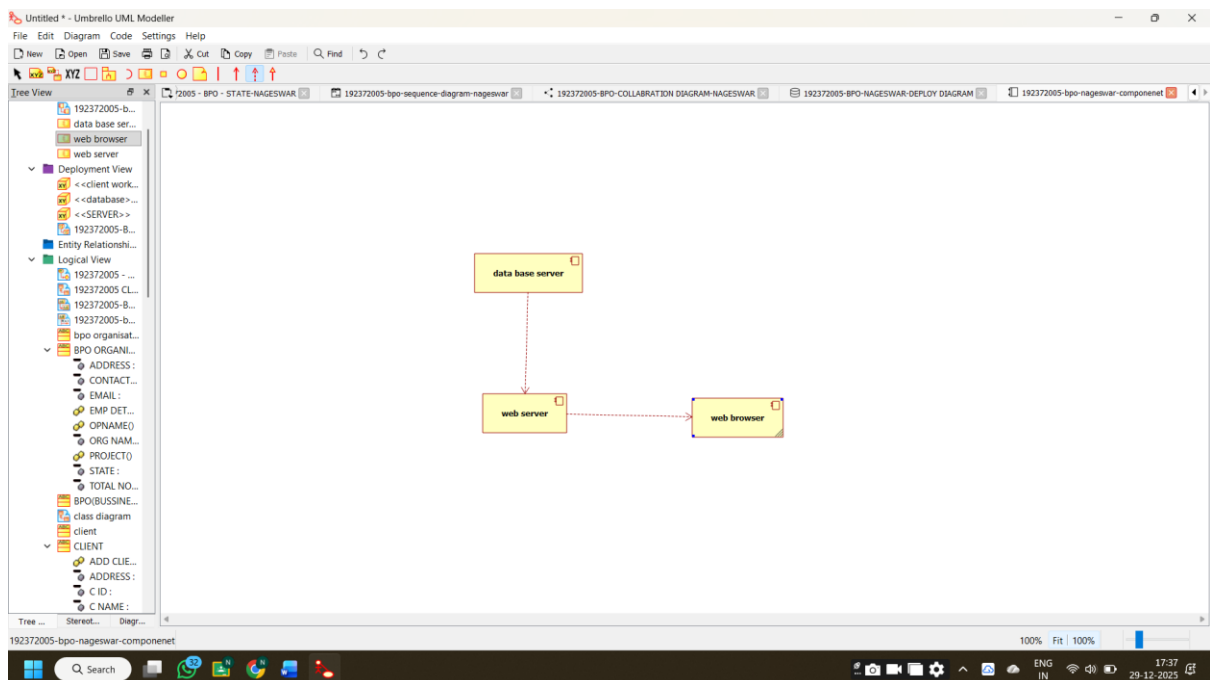 Untitled * - Umbrello UML Modeller
File Edit Diagram Code Settings Help
New Open Save Cut Copy Paste Find
XYZ XYZ
Tree View
'2005 - BPO - STATE-NAGESWAR 192372005-bpo-sequence-diagram-nageswar 192372005-BPO-COLLABRATION DIAGRAM-NAGESWAR 192372005-BPO-NAGESWAR-DEPLOY DIAGRAM 192372005-bpo-nageswar-componenet
192372005-b...
data base ser...
web browser
web server
Deployment View
<<client work...
<<database>...
<<SERVER>>
192372005-B...
Entity Relationshi...
Logical View
192372005 - ...
192372005 CL...
192372005-B...
192372005-b...
bpo organisat...
BPO ORGANI...
ADDRESS :
CONTACT...
EMAIL :
EMP DET...
OPNAME()
ORG NAM...
PROJECT()
STATE :
TOTAL NO...
BPO(BUSSINE...
class diagram
client
CLIENT
ADD CLIE...
ADDRESS :
C ID :
C NAME :
data base server
web server
web browser
Tree ... Stereot... Diagr...
192372005-bpo-nageswar-componenet
100% Fit 100%
Search
32
ENG
IN
17:37
29-12-2025